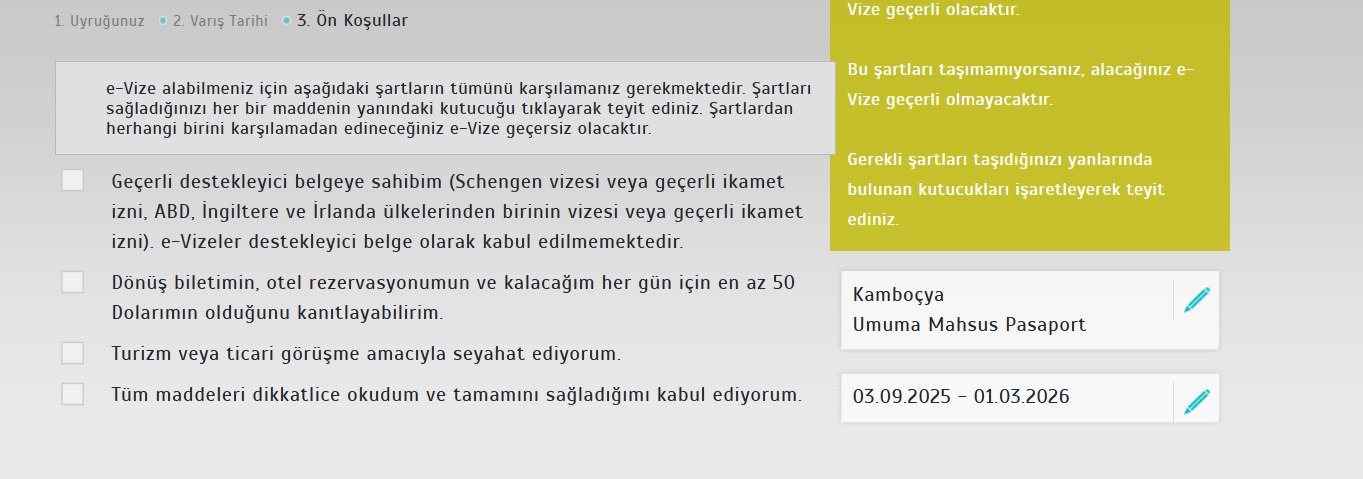 1. Uyruğunuz 2. Varış Tarihi 3. Ön Koşullar
e-Vize alabilmeniz için aşağıdaki şartların tümünü karşılamanız gerekmektedir. Şartları
sağladığınızı her bir maddenin yanındaki kutucuğu tıklayarak teyit ediniz. Şartlardan
herhangi birini karşılamadan edineceğiniz e-Vize geçersiz olacaktır.
Geçerli destekleyici belgeye sahibim (Schengen vizesi veya geçerli ikamet
izni, ABD, İngiltere ve İrlanda ülkelerinden birinin vizesi veya geçerli ikamet
izni). e-Vizeler destekleyici belge olarak kabul edilmemektedir.
Dönüş biletimin, otel rezervasyonumun ve kalacağım her gün için en az 50
Dolarımın olduğunu kanıtlayabilirim.
Turizm veya ticari görüşme amacıyla seyahat ediyorum.
Tüm maddeleri dikkatlice okudum ve tamamını sağladığımı kabul ediyorum.
Vize geçerli olacaktır.
Bu şartları taşımamıyorsanız, alacağınız e-
Vize geçerli olmayacaktır.
Gerekli şartları taşıdığınızı yanlarında
bulunan kutucukları işaretleyerek teyit
ediniz.
Kamboçya
Umuma Mahsus Pasaport
03.09.2025 - 01.03.2026